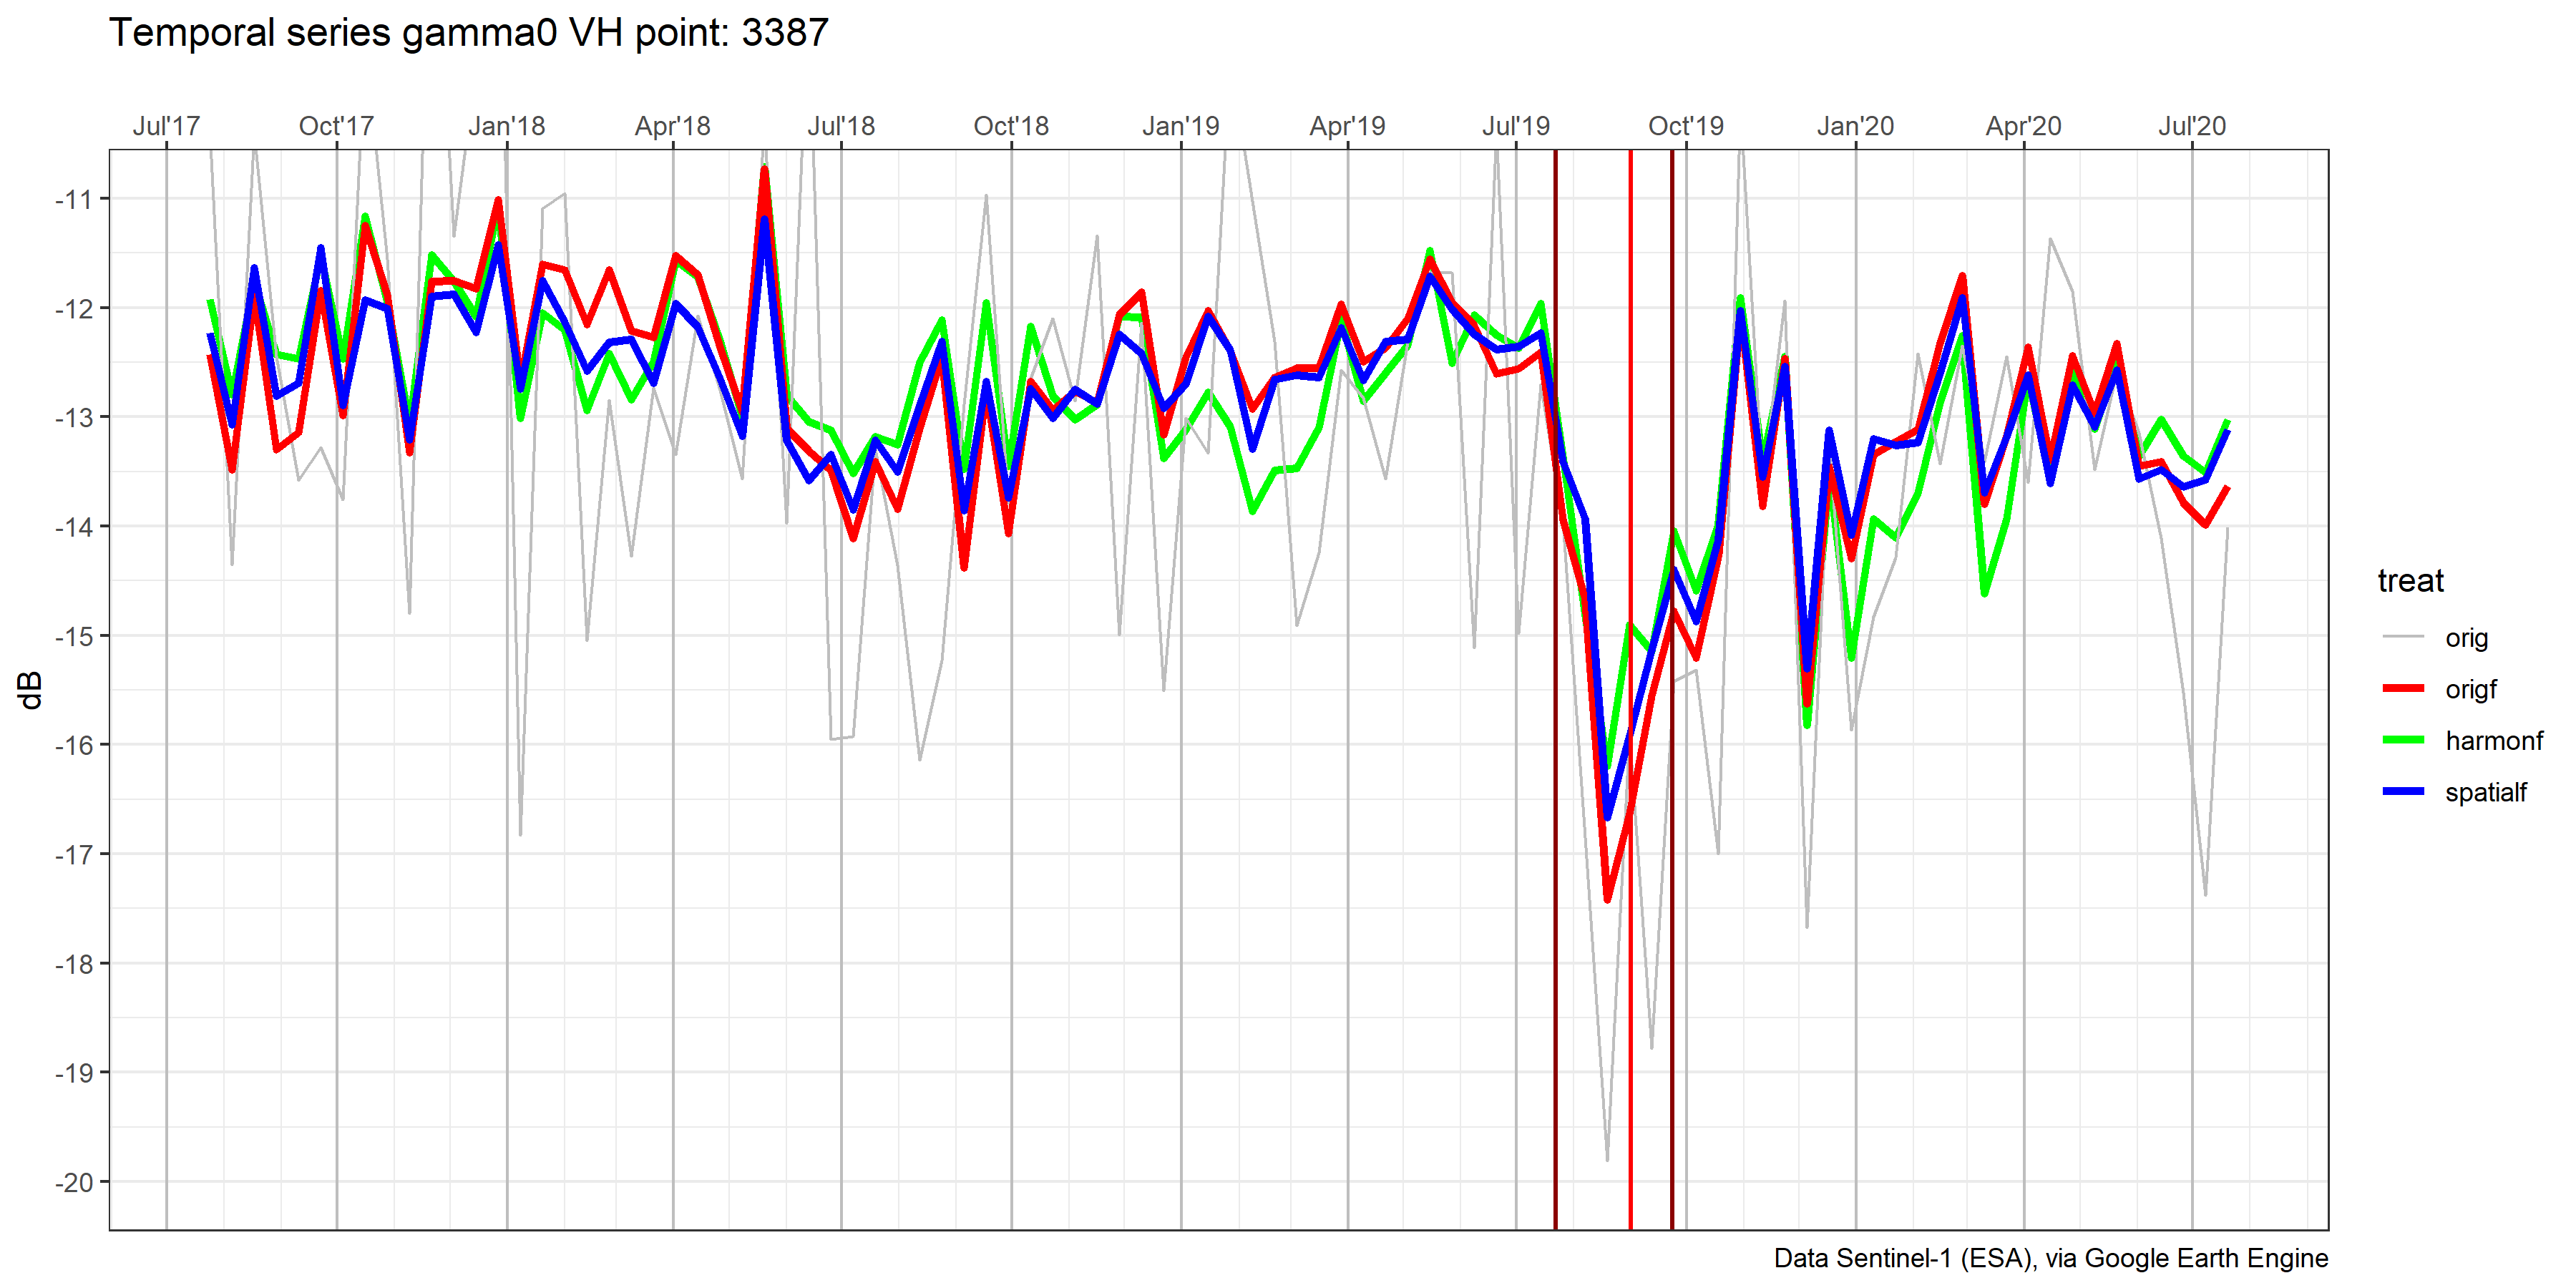 Temporal series gamma0 VH point: 3387
Jul'17 Oct'17 Jan'18 Apr'18 Jul'18 Oct'18 Jan'19 Apr'19 Jul'19 Oct'19 Jan'20 Apr'20 Jul'20
-11
-12
-13
-14
-15
-16
-17
-18
-19
-20
dB
treat
orig
origf
harmonf
spatialf
Data Sentinel-1 (ESA), via Google Earth Engine